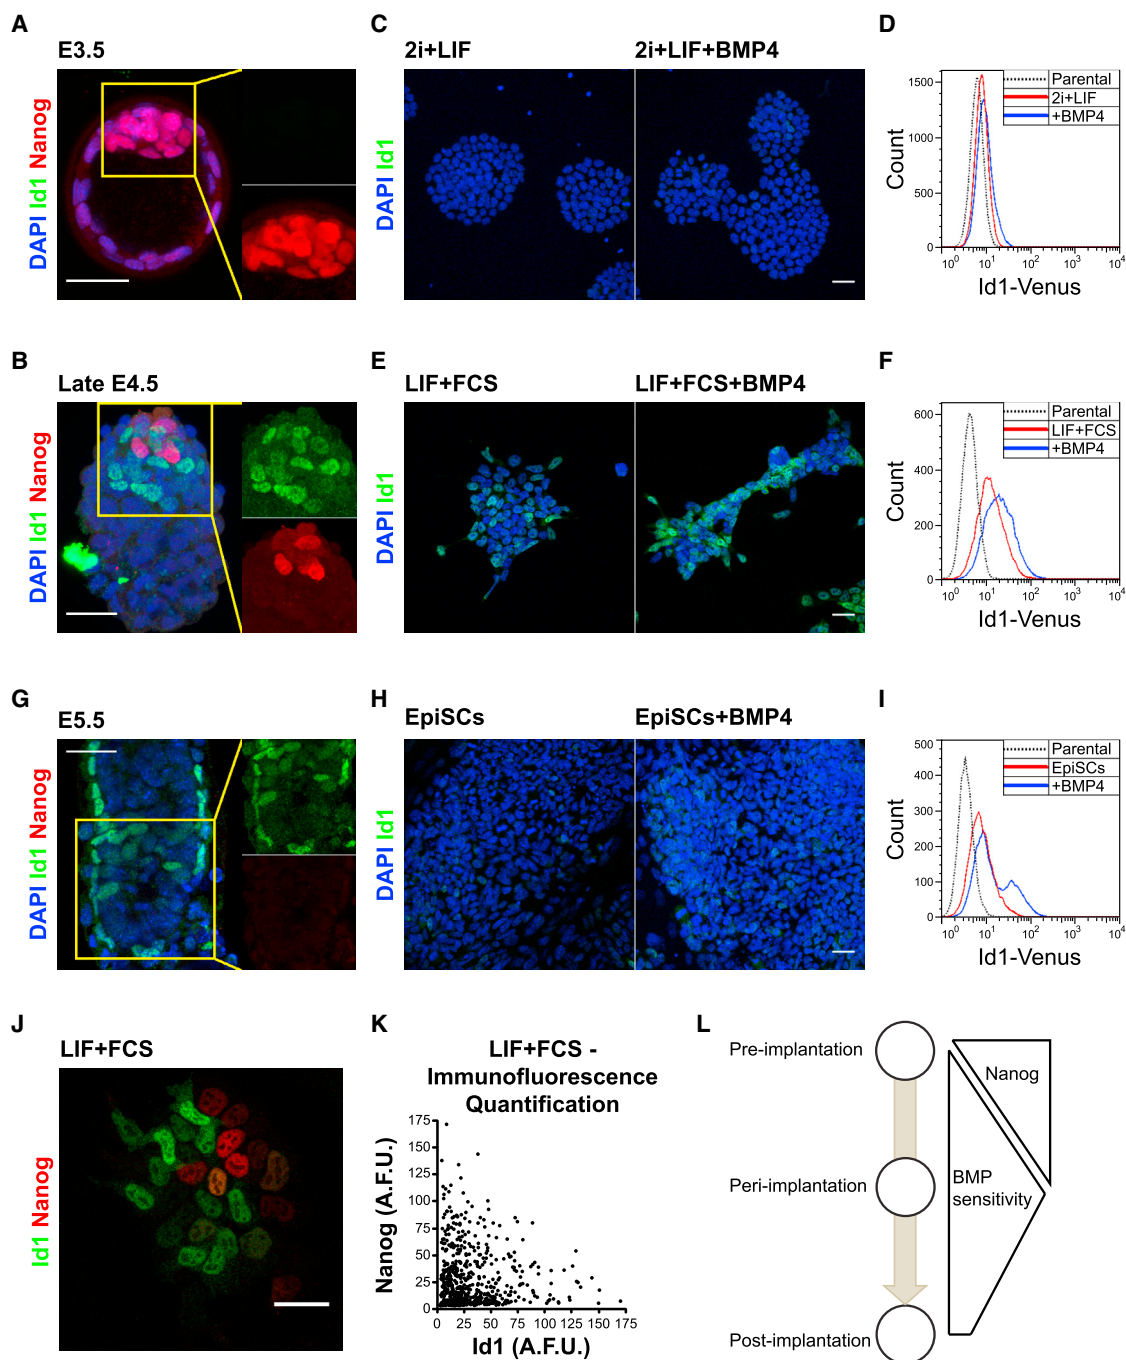 A
E3.5
DAPI Id1 Nanog
C
2i+LIF
2i+LIF+BMP4
DAPI Id1
D
Parental
2i+LIF
+BMP4
Count
1500
1000
500
0
10^0 10^1 10^2 10^3 10^4
Id1-Venus
B
Late E4.5
DAPI Id1 Nanog
E
LIF+FCS
LIF+FCS+BMP4
DAPI Id1
F
Parental
LIF+FCS
+BMP4
Count
600
400
200
0
10^0 10^1 10^2 10^3 10^4
Id1-Venus
G
E5.5
DAPI Id1 Nanog
H
EpiSCs
EpiSCs+BMP4
DAPI Id1
I
Parental
EpiSCs
+BMP4
Count
500
400
300
200
100
0
10^0 10^1 10^2 10^3 10^4
Id1-Venus
J
LIF+FCS
Id1 Nanog
K
LIF+FCS -
Immunofluorescence
Quantification
Nanog (A.F.U.)
175
150
125
100
75
50
25
0
0 25 50 75 100 125 150 175
Id1 (A.F.U.)
L
Pre-implantation
Nanog
Peri-implantation
BMP
sensitivity
Post-implantation